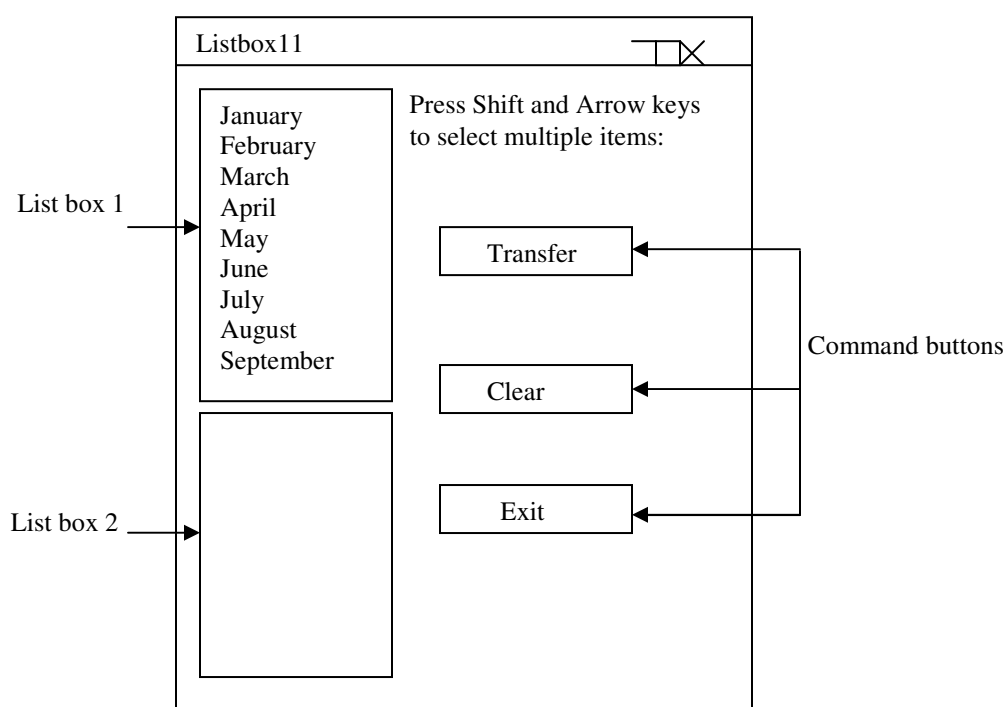 Listbox11
Press Shift and Arrow keys
to select multiple items:
January
February
March
April
May
June
July
August
September
List box 1
Transfer
Command buttons
Clear
List box 2
Exit